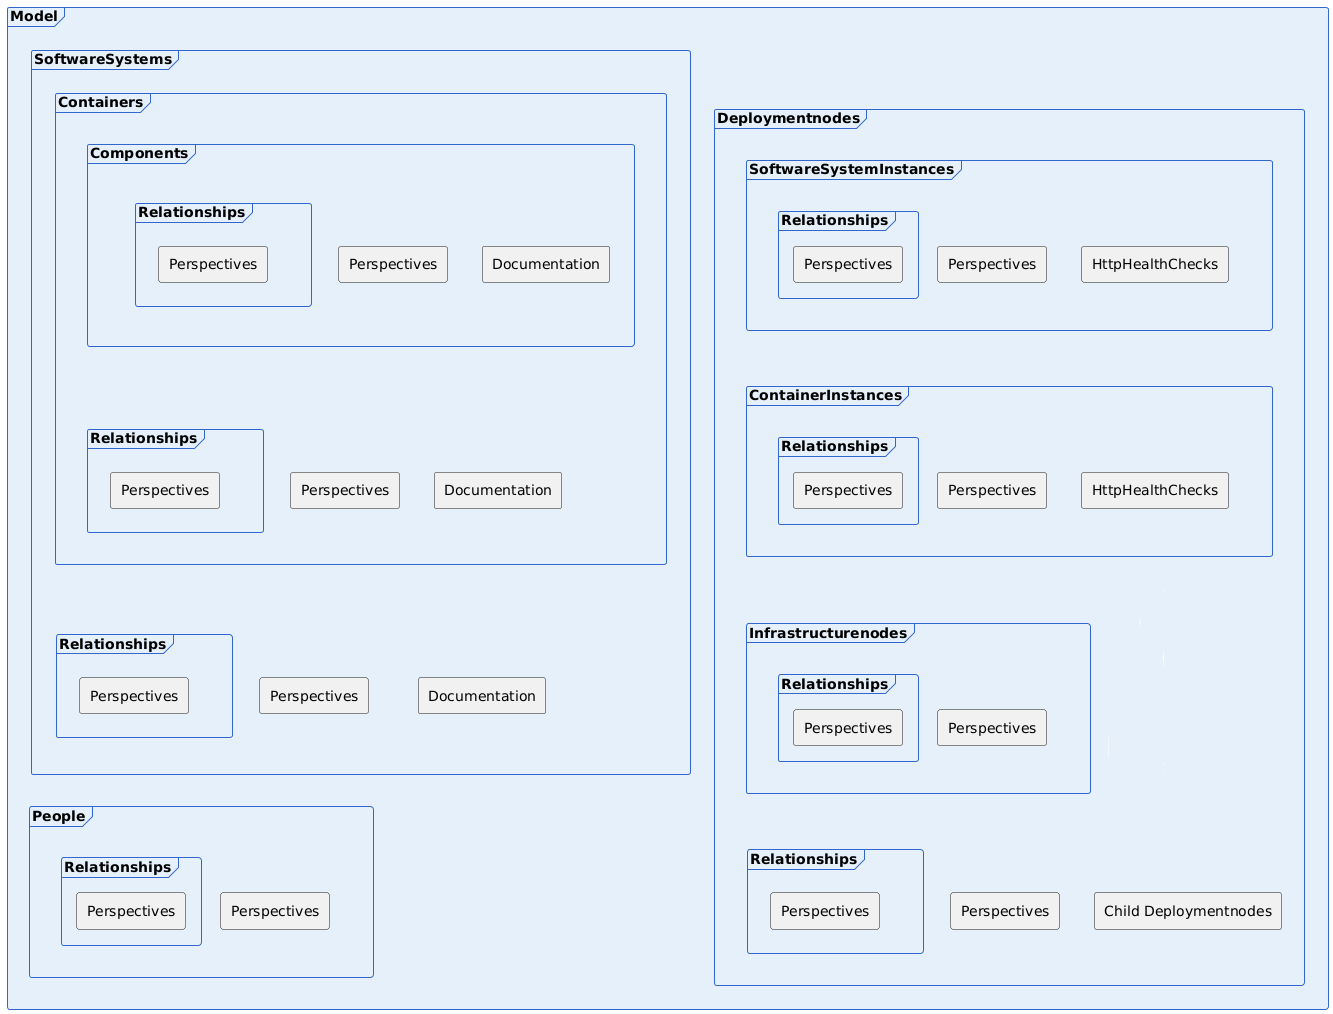 Model
SoftwareSystems
Containers
Components
Relationships
Perspectives
Perspectives
Documentation
Relationships
Perspectives
Perspectives
Documentation
Relationships
Perspectives
Perspectives
Documentation
People
Relationships
Perspectives
Perspectives
Deploymentnodes
SoftwareSystemInstances
Relationships
Perspectives
Perspectives
HttpHealthChecks
ContainerInstances
Relationships
Perspectives
Perspectives
HttpHealthChecks
Infrastructurenodes
Relationships
Perspectives
Perspectives
Relationships
Perspectives
Perspectives
Child Deploymentnodes